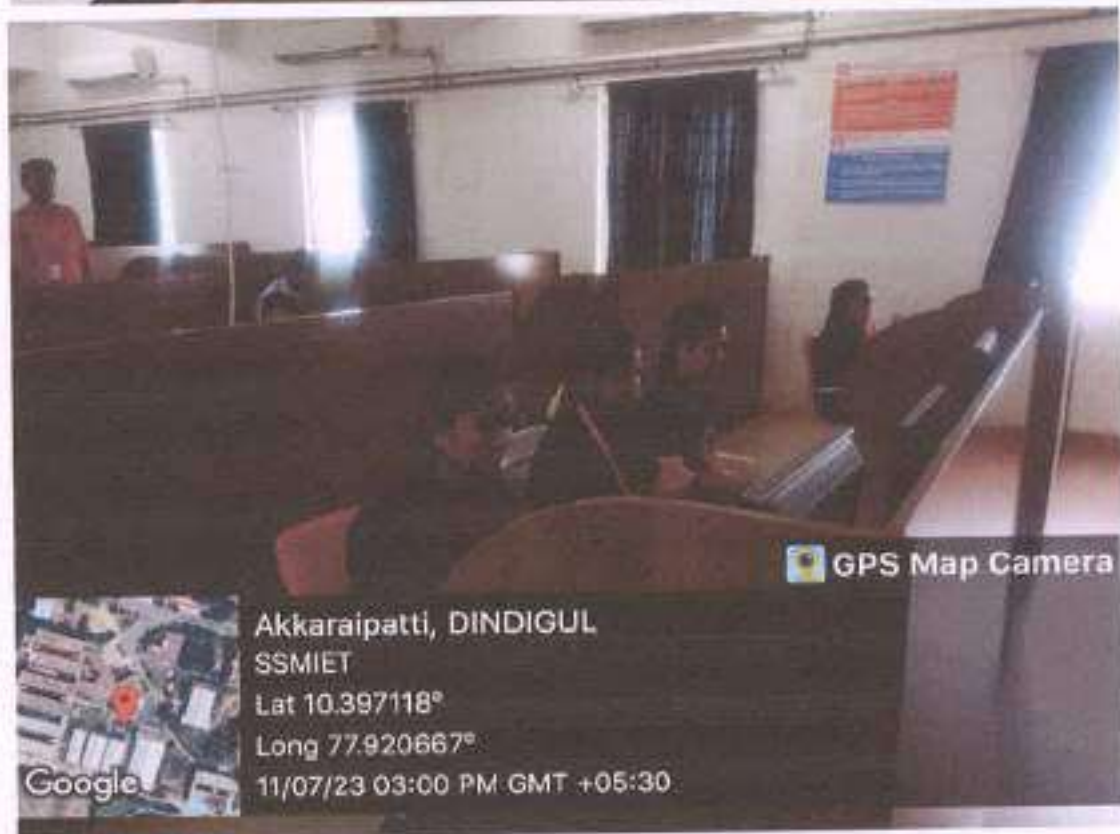 GPS Map Camera
Akkaraipatti, DINDIGUL
SSMIET
Lat 10.397118°
Long 77.920667°
11/07/23 03:00 PM GMT +05:30
Google